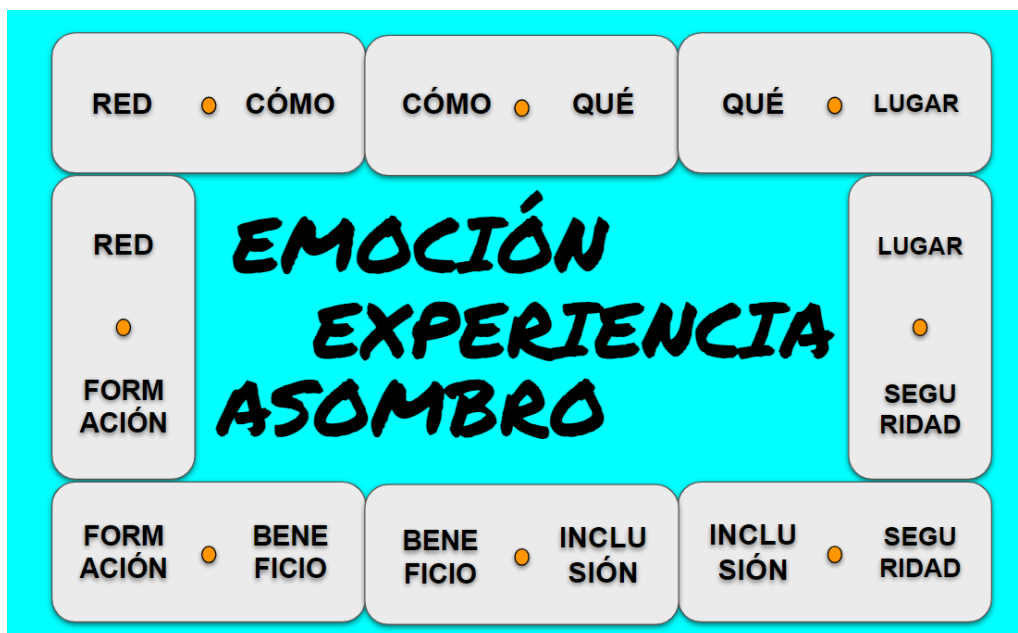 RED CÓMO CÓMO QUÉ QUÉ LUGAR
RED
FORM
ACIÓN
EMOCIÓN
EXPERIENCIA
ASOMBRO
LUGAR
SEGU
RIDAD
FORM
ACIÓN
BENE
FICIO
BENE
FICIO
INCLU
SIÓN
INCLU
SIÓN
SEGU
RIDAD